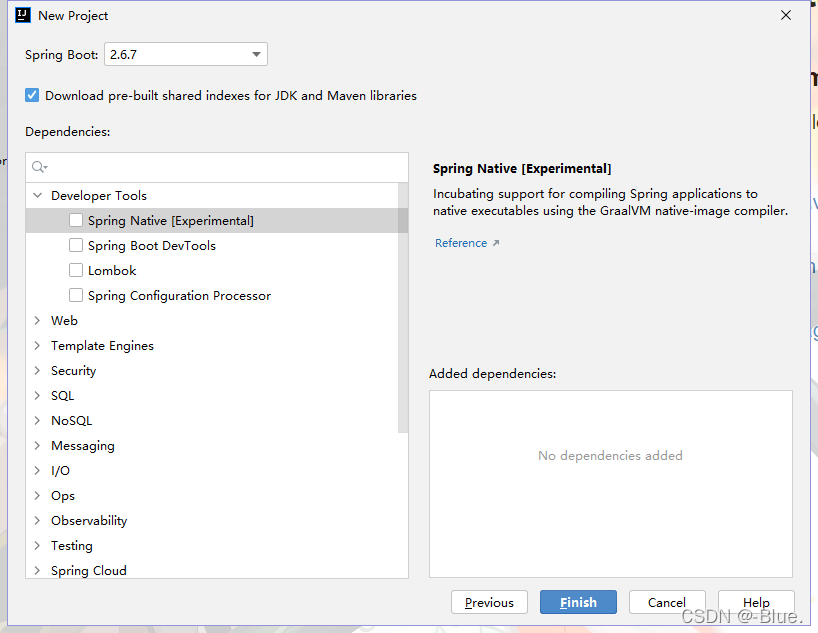 New Project
Spring Boot: 2.6.7
Download pre-built shared indexes for JDK and Maven libraries
Dependencies:
Developer Tools
Spring Native [Experimental]
Spring Boot DevTools
Lombok
Spring Configuration Processor
Web
Template Engines
Security
SQL
NoSQL
Messaging
I/O
Ops
Observability
Testing
Spring Cloud
Spring Native [Experimental]
Incubating support for compiling Spring applications to
native executables using the GraalVM native-image compiler.
Reference
Added dependencies:
No dependencies added
Previous
Finish
Cancel
Help
CSDN @-Blue.